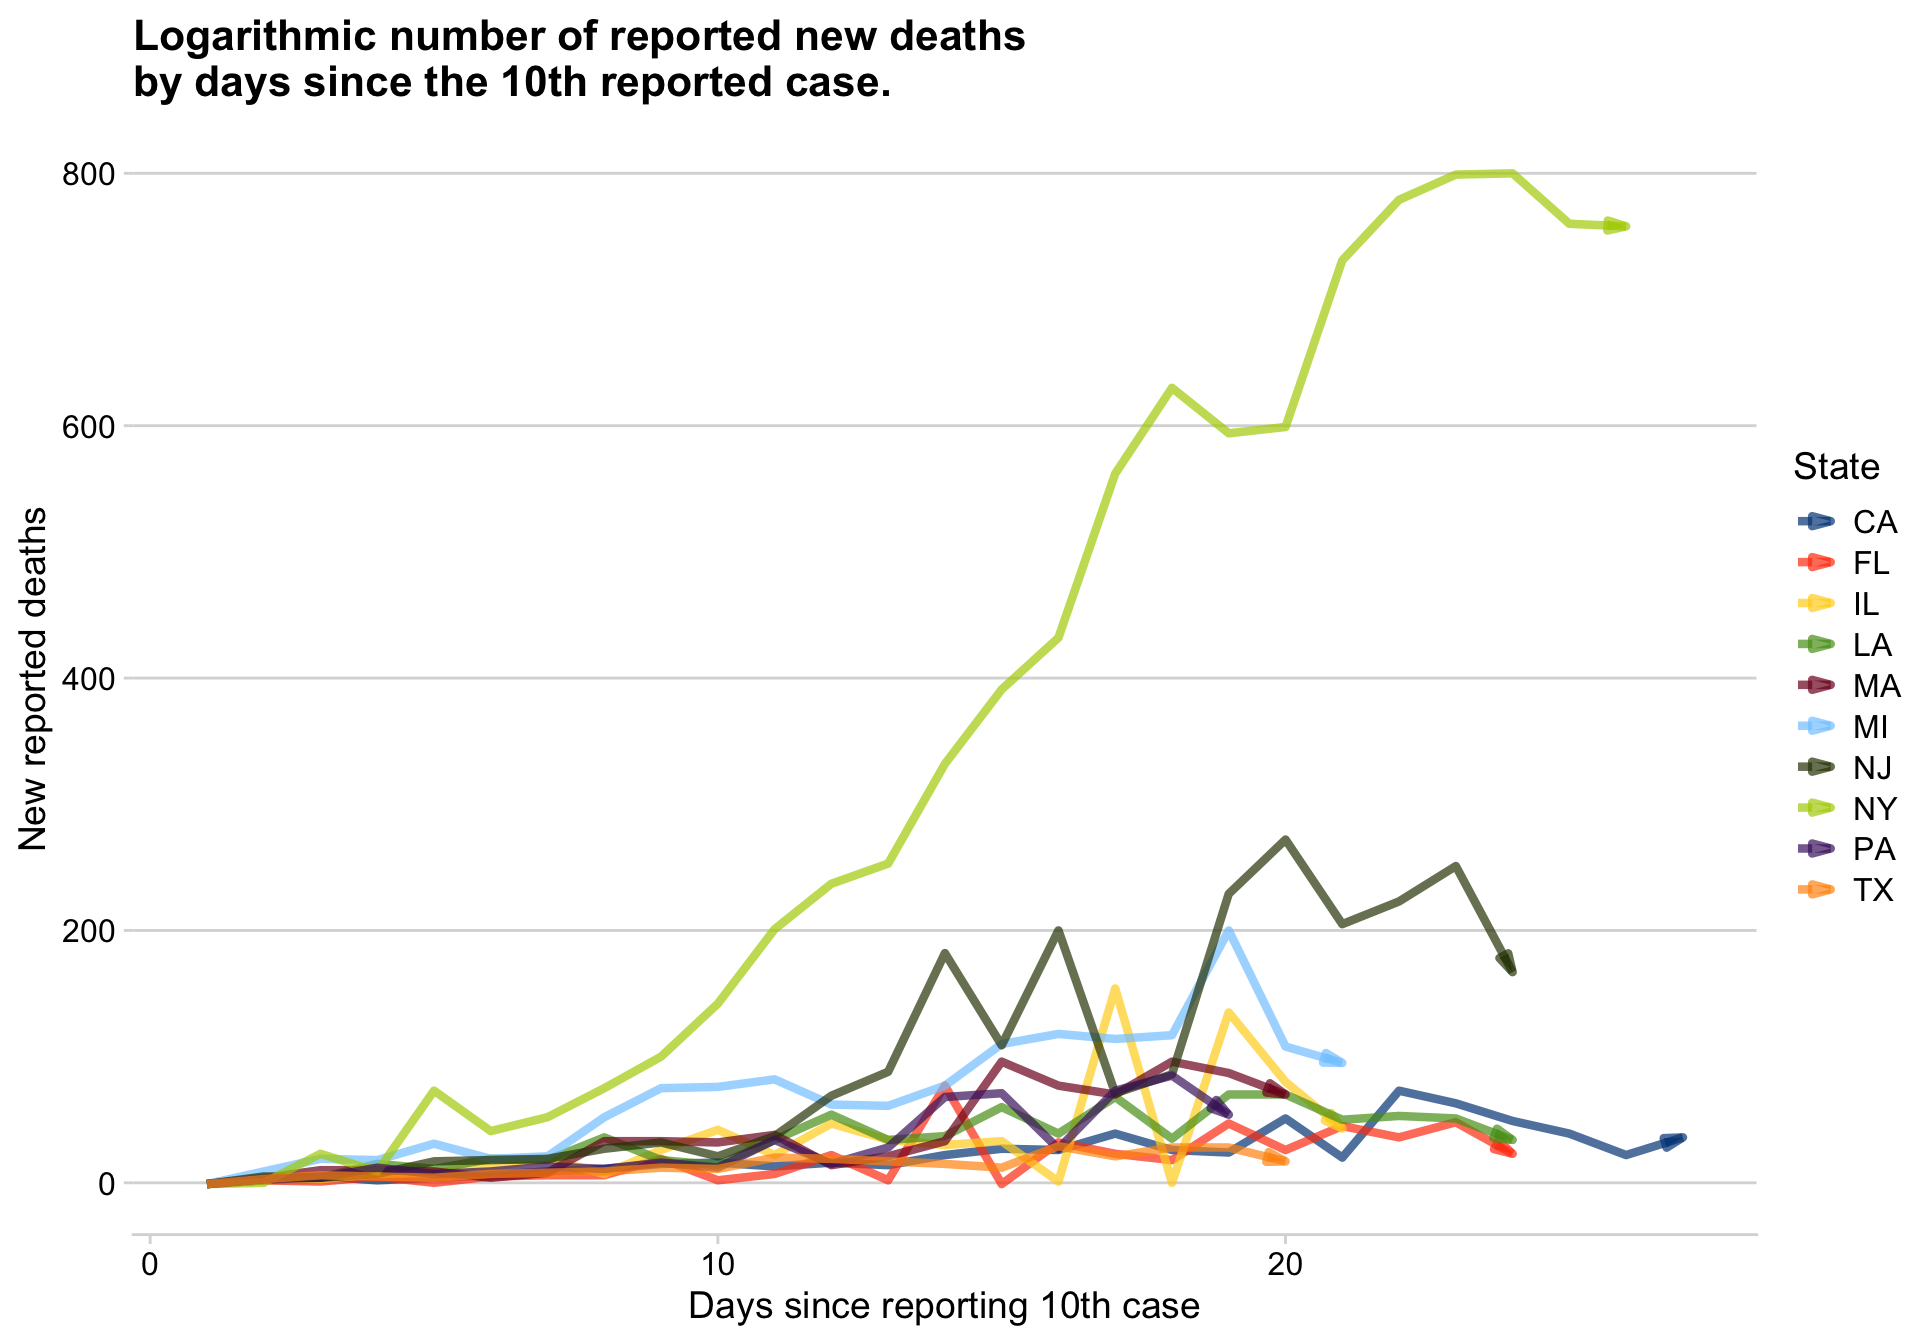 Logarithmic number of reported new deaths
by days since the 10th reported case.
800
600
400
200
0
New reported deaths
0
10
20
Days since reporting 10th case
State
CA
FL
IL
LA
MA
MI
NJ
NY
PA
TX